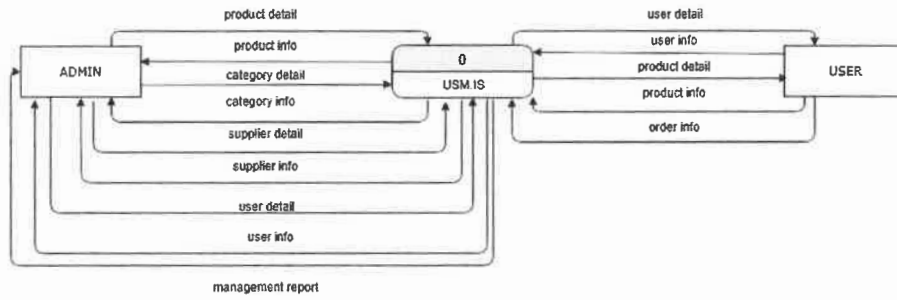 product detail
product info
category detail
category info
supplier detail
supplier info
user detail
user info
management report
ADMIN
0
USM.IS
user detail
user info
product detail
product info
order info
USER